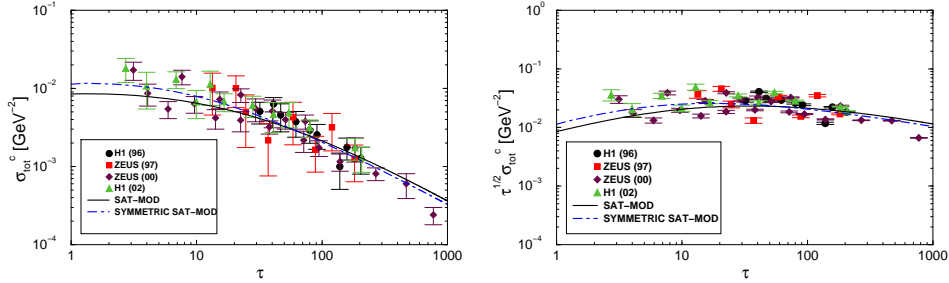 10⁻¹
10⁻²
10⁻³
10⁻⁴
σ_tot^c [GeV⁻²]
H1 (96)
ZEUS (97)
ZEUS (00)
H1 (02)
SAT−MOD
SYMMETRIC SAT−MOD
1 10 100 1000
τ
10⁰
10⁻¹
10⁻²
10⁻³
10⁻⁴
τ^1/2 σ_tot^c [GeV⁻²]
H1 (96)
ZEUS (97)
ZEUS (00)
H1 (02)
SAT−MOD
SYMMETRIC SAT−MOD
1 10 100 1000
τ